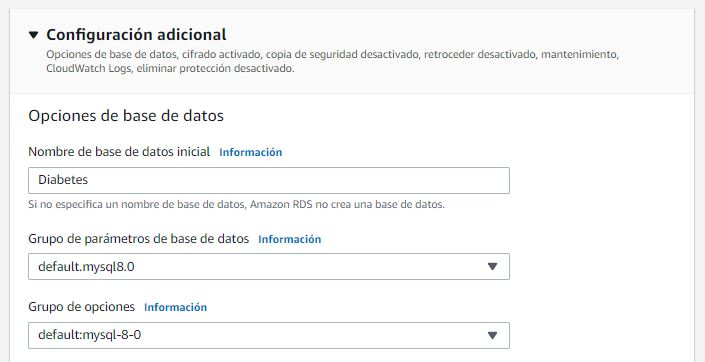 Configuración adicional
Opciones de base de datos, cifrado activado, copia de seguridad desactivado, retroceder desactivado, mantenimiento,
CloudWatch Logs, eliminar protección desactivado.
Opciones de base de datos
Nombre de base de datos inicial Información
Diabetes
Si no especifica un nombre de base de datos, Amazon RDS no crea una base de datos.
Grupo de parámetros de base de datos Información
default.mysql8.0
Grupo de opciones Información
default:mysql-8-0